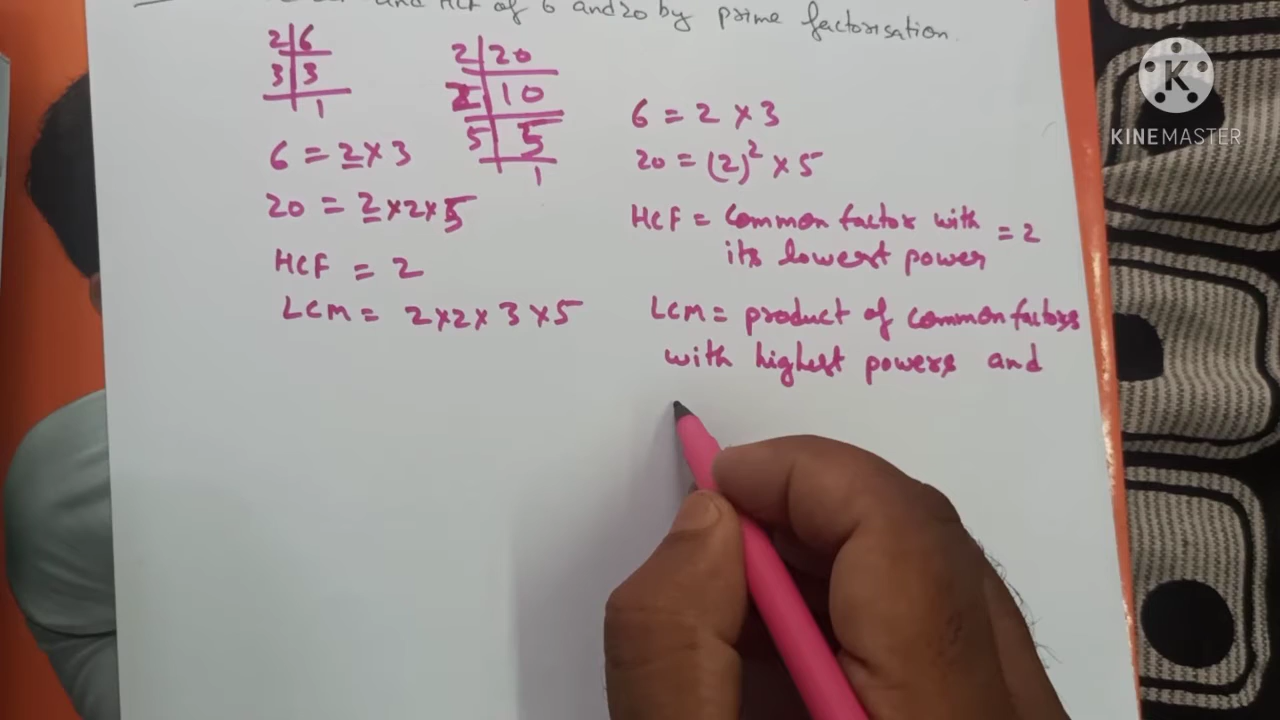 and HCF of 6 and 20 by prime factorisation.
2 6
3 3
1
2 20
2 10
5 5
1
6 = 2 × 3
20 = 2 × 2 × 5
HCF = 2
LCM = 2 × 2 × 3 × 5
6 = 2 × 3
20 = (2)² × 5
HCF = Common factor with
its lowest power = 2
LCM = product of common factors
with highest powers and
K
KINEMASTER